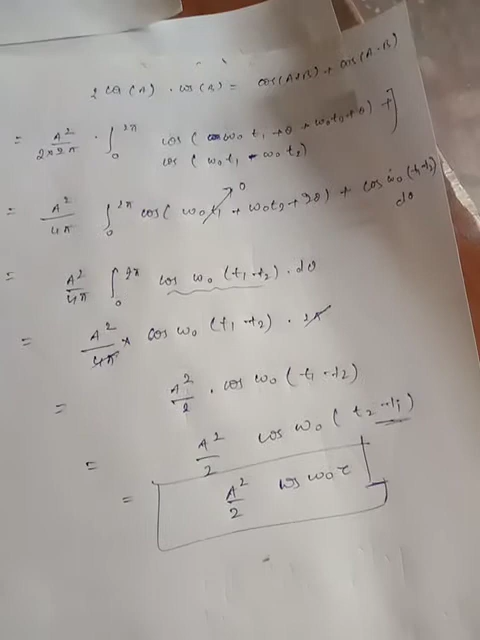 2 cos(A) . cos(B) = cos(A+B) + cos(A-B)
= A²/2×2π . ∫₀^2π [cos(ω₀t₁ + θ + ω₀t₂ + θ) +
cos(ω₀t₁ - ω₀t₂)]
= A²/4π ∫₀^2π cos(ω₀t₁ + ω₀t₂ + 2θ) → 0 + cos ω₀(t₁-t₂) dθ
= A²/4π ∫₀^2π cos ω₀(t₁-t₂) . dθ
= A²/4π × cos ω₀(t₁-t₂) . 2π
= A²/2 . cos ω₀(t₁-t₂)
= A²/2 cos ω₀(t₂-t₁)
= A²/2 cos ω₀τ